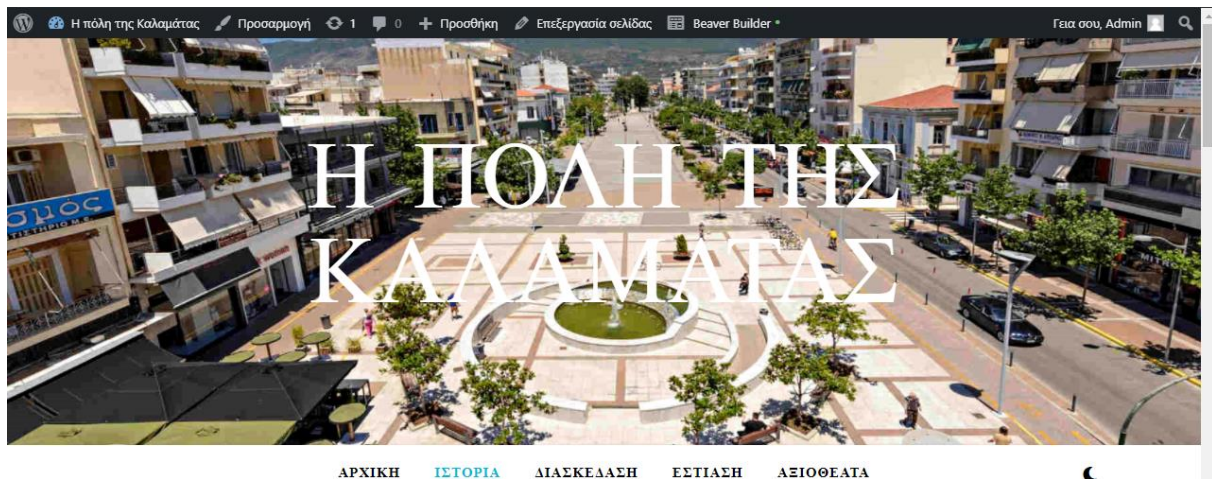 Η πόλη της Καλαμάτας Προσαρμογή 1 0 Προσθήκη Επεξεργασία σελίδας Beaver Builder Γεια σου, Admin
Η ΠΟΛΗ ΤΗΣ
ΚΑΛΑΜΑΤΑΣ
ΑΡΧΙΚΗ ΙΣΤΟΡΙΑ ΔΙΑΣΚΕΔΑΣΗ ΕΣΤΙΑΣΗ ΑΞΙΟΘΕΑΤΑ